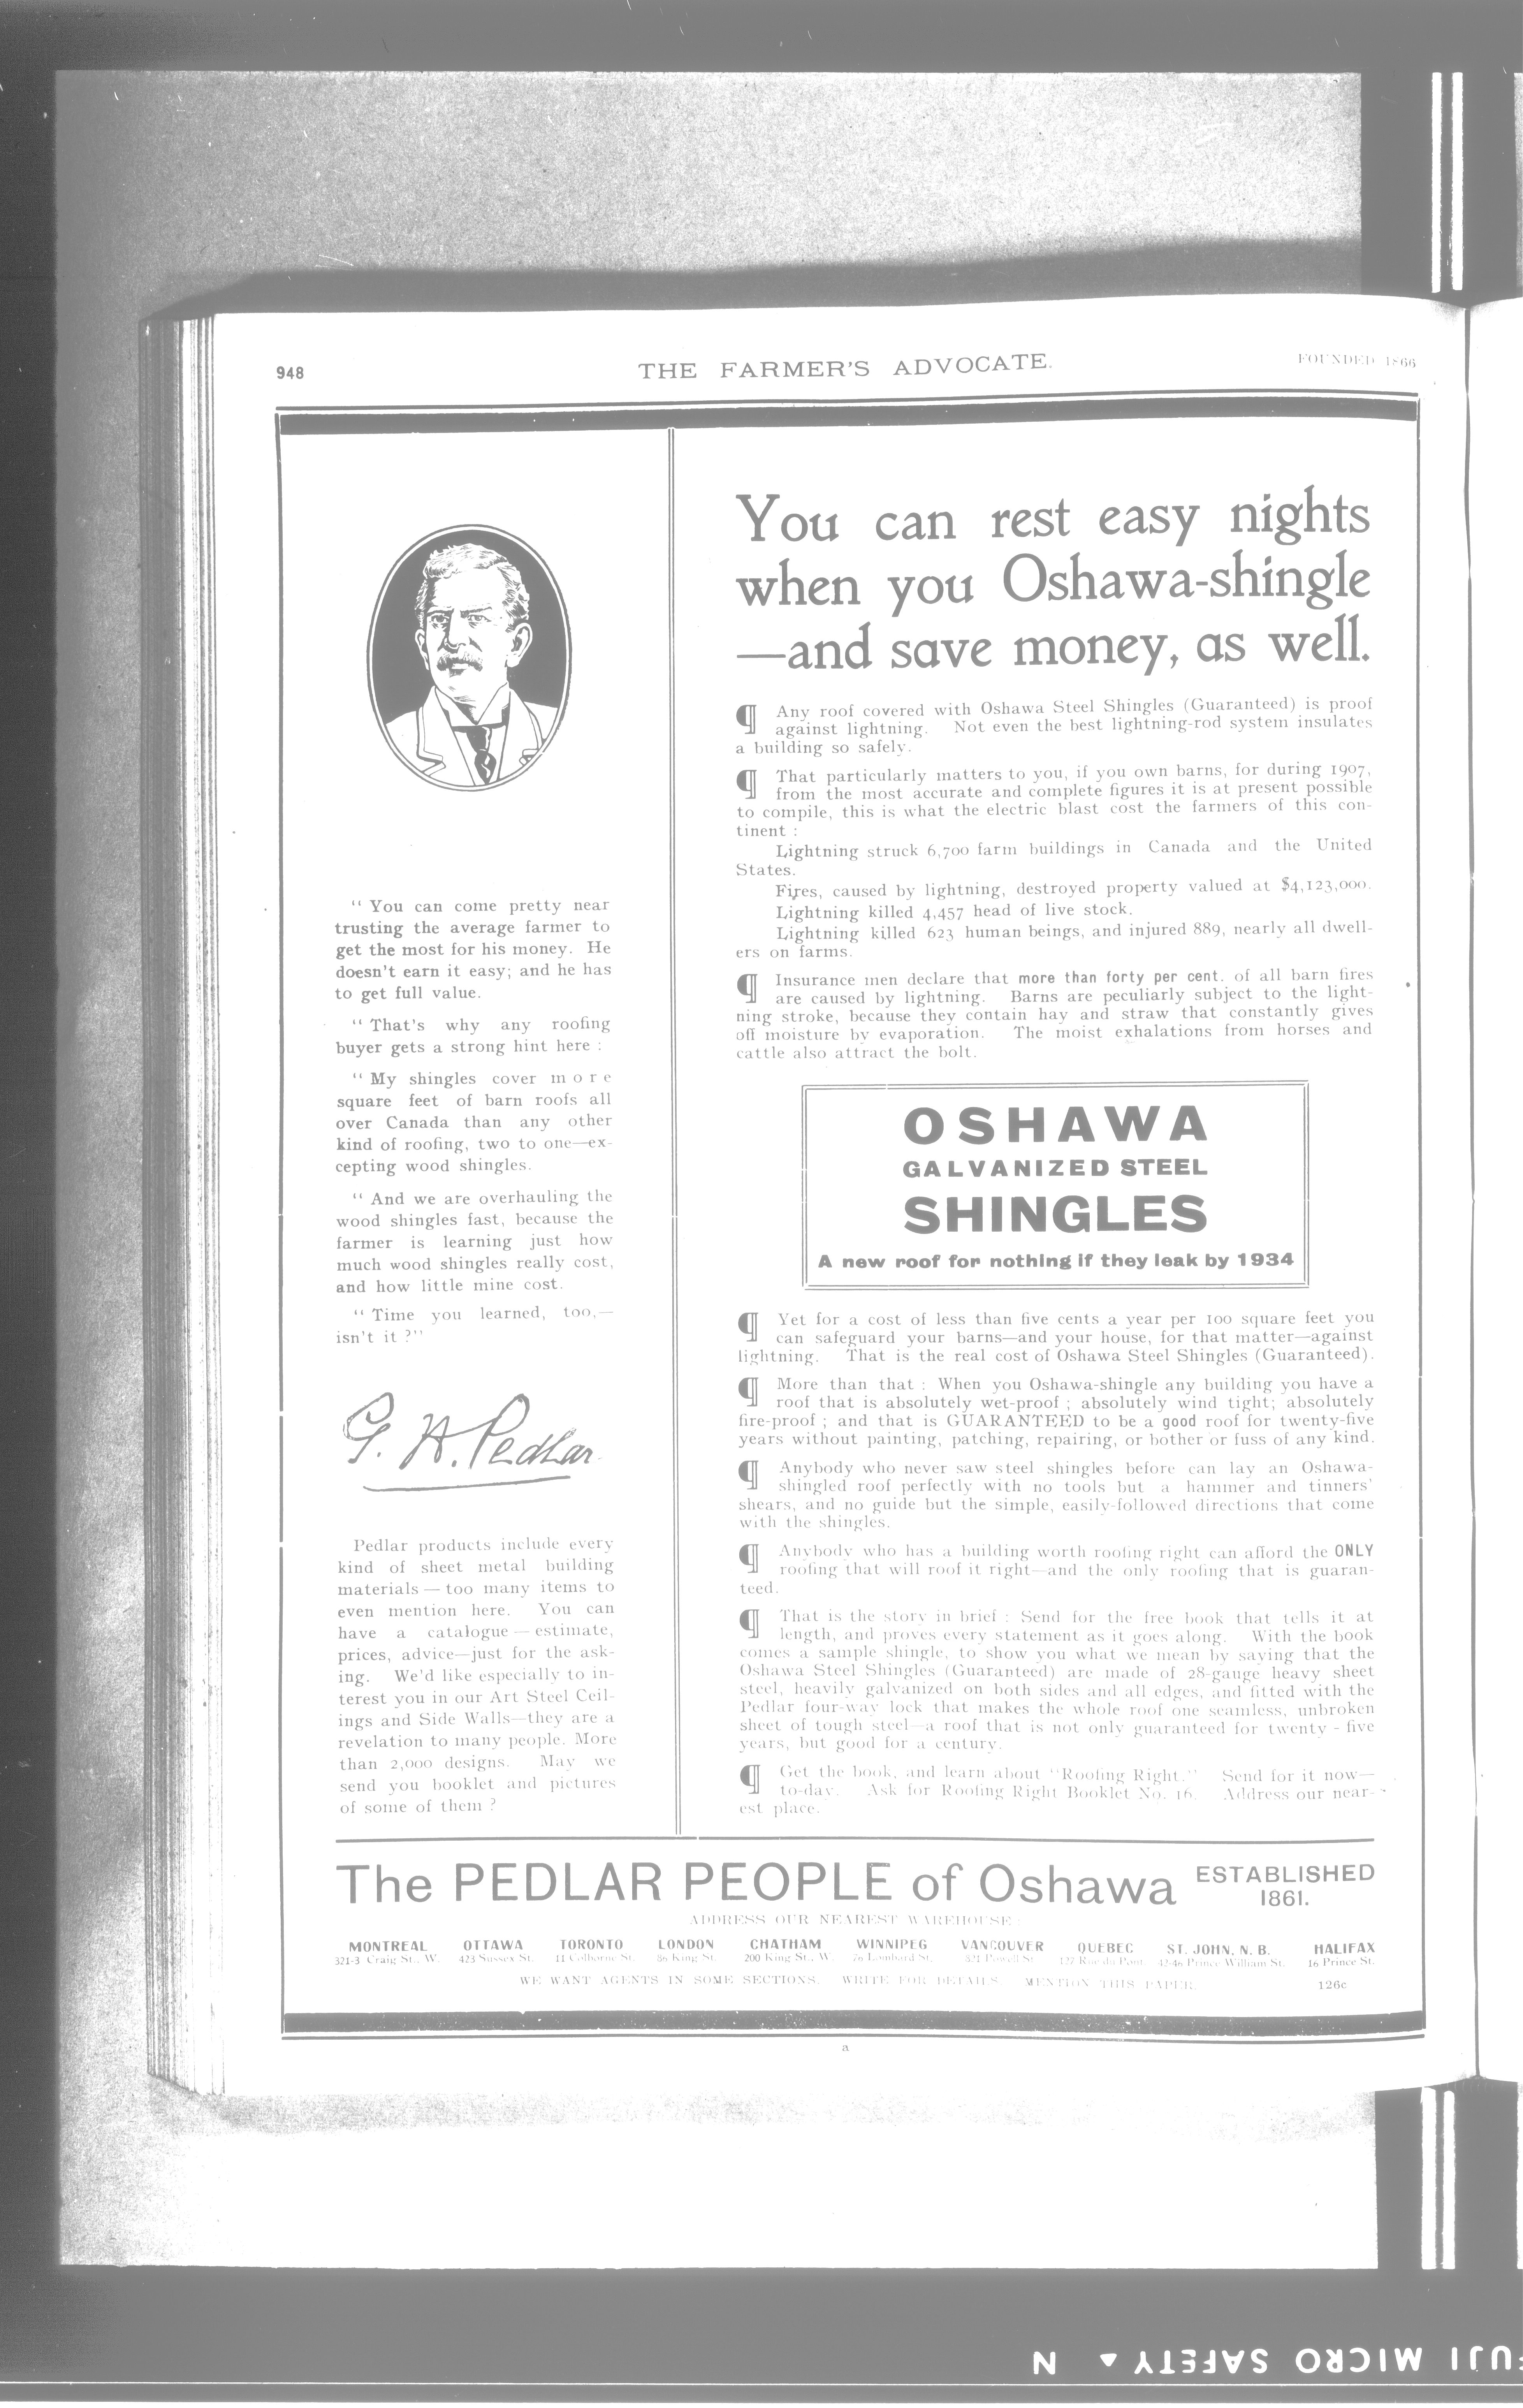 948
THE FARMER'S ADVOCATE.
FOUNDED 1866
" You can come pretty near
trusting the average farmer to
get the most for his money. He
doesn't earn it easy; and he has
to get full value.
" That's why any roofing
buyer gets a strong hint here :
" My shingles cover more
square feet of barn roofs all
over Canada than any other
kind of roofing, two to one—ex-
cepting wood shingles.
" And we are overhauling the
wood shingles fast, because the
farmer is learning just how
much wood shingles really cost,
and how little mine cost.
" Time you learned, too,—
isn't it ?"
G. H. Pedlar
Pedlar products include every
kind of sheet metal building
materials — too many items to
even mention here. You can
have a catalogue — estimate,
prices, advice—just for the ask-
ing. We'd like especially to in-
terest you in our Art Steel Ceil-
ings and Side Walls—they are a
revelation to many people. More
than 2,000 designs. May we
send you booklet and pictures
of some of them ?
You can rest easy nights
when you Oshawa-shingle
—and save money, as well.
¶ Any roof covered with Oshawa Steel Shingles (Guaranteed) is proof
against lightning. Not even the best lightning-rod system insulates
a building so safely.
¶ That particularly matters to you, if you own barns, for during 1907,
from the most accurate and complete figures it is at present possible
to compile, this is what the electric blast cost the farmers of this con-
tinent :
Lightning struck 6,700 farm buildings in Canada and the United
States.
Fires, caused by lightning, destroyed property valued at $4,123,000.
Lightning killed 4,457 head of live stock.
Lightning killed 623 human beings, and injured 889, nearly all dwell-
ers on farms.
¶ Insurance men declare that more than forty per cent. of all barn fires
are caused by lightning. Barns are peculiarly subject to the light-
ning stroke, because they contain hay and straw that constantly gives
off moisture by evaporation. The moist exhalations from horses and
cattle also attract the bolt.
OSHAWA
GALVANIZED STEEL
SHINGLES
A new roof for nothing if they leak by 1934
¶ Yet for a cost of less than five cents a year per 100 square feet you
can safeguard your barns—and your house, for that matter—against
lightning. That is the real cost of Oshawa Steel Shingles (Guaranteed).
¶ More than that : When you Oshawa-shingle any building you have a
roof that is absolutely wet-proof ; absolutely wind tight; absolutely
fire-proof ; and that is GUARANTEED to be a good roof for twenty-five
years without painting, patching, repairing, or bother or fuss of any kind.
¶ Anybody who never saw steel shingles before can lay an Oshawa-
shingled roof perfectly with no tools but a hammer and tinners'
shears, and no guide but the simple, easily-followed directions that come
with the shingles.
¶ Anybody who has a building worth roofing right can afford the ONLY
roofing that will roof it right—and the only roofing that is guaran-
teed.
¶ That is the story in brief : Send for the free book that tells it at
length, and proves every statement as it goes along. With the book
comes a sample shingle, to show you what we mean by saying that the
Oshawa Steel Shingles (Guaranteed) are made of 28-gauge heavy sheet
steel, heavily galvanized on both sides and all edges, and fitted with the
Pedlar four-way lock that makes the whole roof one seamless, unbroken
sheet of tough steel—a roof that is not only guaranteed for twenty - five
years, but good for a century.
¶ Get the book, and learn about "Roofing Right." Send for it now—
to-day. Ask for Roofing Right Booklet No. 16. Address our near-
est place.
The PEDLAR PEOPLE of Oshawa ESTABLISHED
1861.
ADDRESS OUR NEAREST WAREHOUSE:
MONTREAL OTTAWA TORONTO LONDON CHATHAM WINNIPEG VANCOUVER QUEBEC ST. JOHN, N. B. HALIFAX
321-3 Craig St., W. 423 Sussex St. 11 Colborne St. 86 King St. 200 King St., W. 76 Lombard St. 821 Powell St. 127 Rue du Pont. 42-46 Prince William St. 16 Prince St.
WE WANT AGENTS IN SOME SECTIONS. WRITE FOR DETAILS. MENTION THIS PAPER.
126c
a
FUJI MICRO SAFETY ▲ N